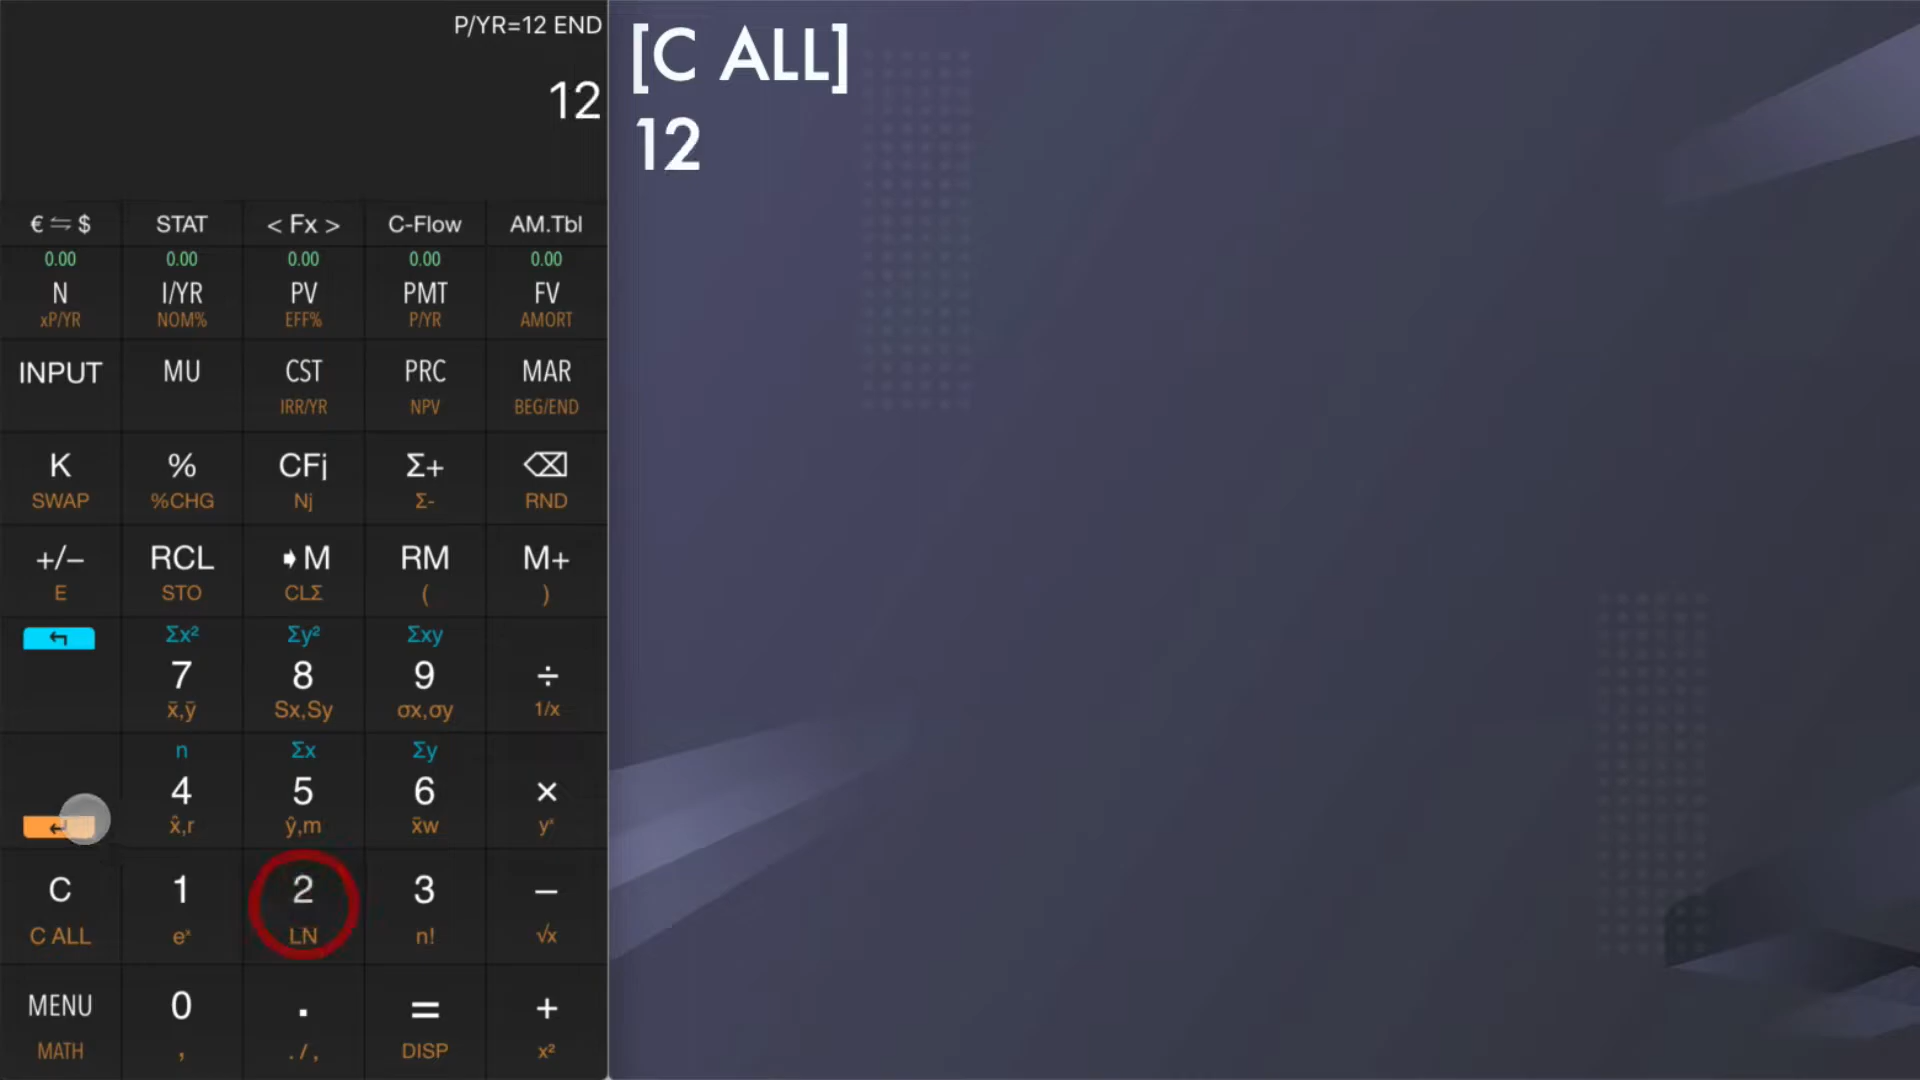 P/YR=12 END
12
[C ALL]
12
€ ⇋ $ STAT < Fx > C-Flow AM.Tbl
0.00 0.00 0.00 0.00 0.00
N I/YR PV PMT FV
xP/YR NOM% EFF% P/YR AMORT
INPUT MU CST PRC MAR
IRR/YR NPV BEG/END
K % CFj Σ+ ⌫
SWAP %CHG Nj Σ- RND
+/− RCL ➧M RM M+
E STO CLΣ ( )
↰ Σx² Σy² Σxy
7 8 9 ÷
x̄,ȳ Sx,Sy σx,σy 1/x
n Σx Σy
4 5 6 ×
↵ x̂,r ŷ,m x̄w yˣ
C 1 2 3 −
C ALL eˣ LN n! √x
MENU 0 . = +
MATH , . / , DISP x²